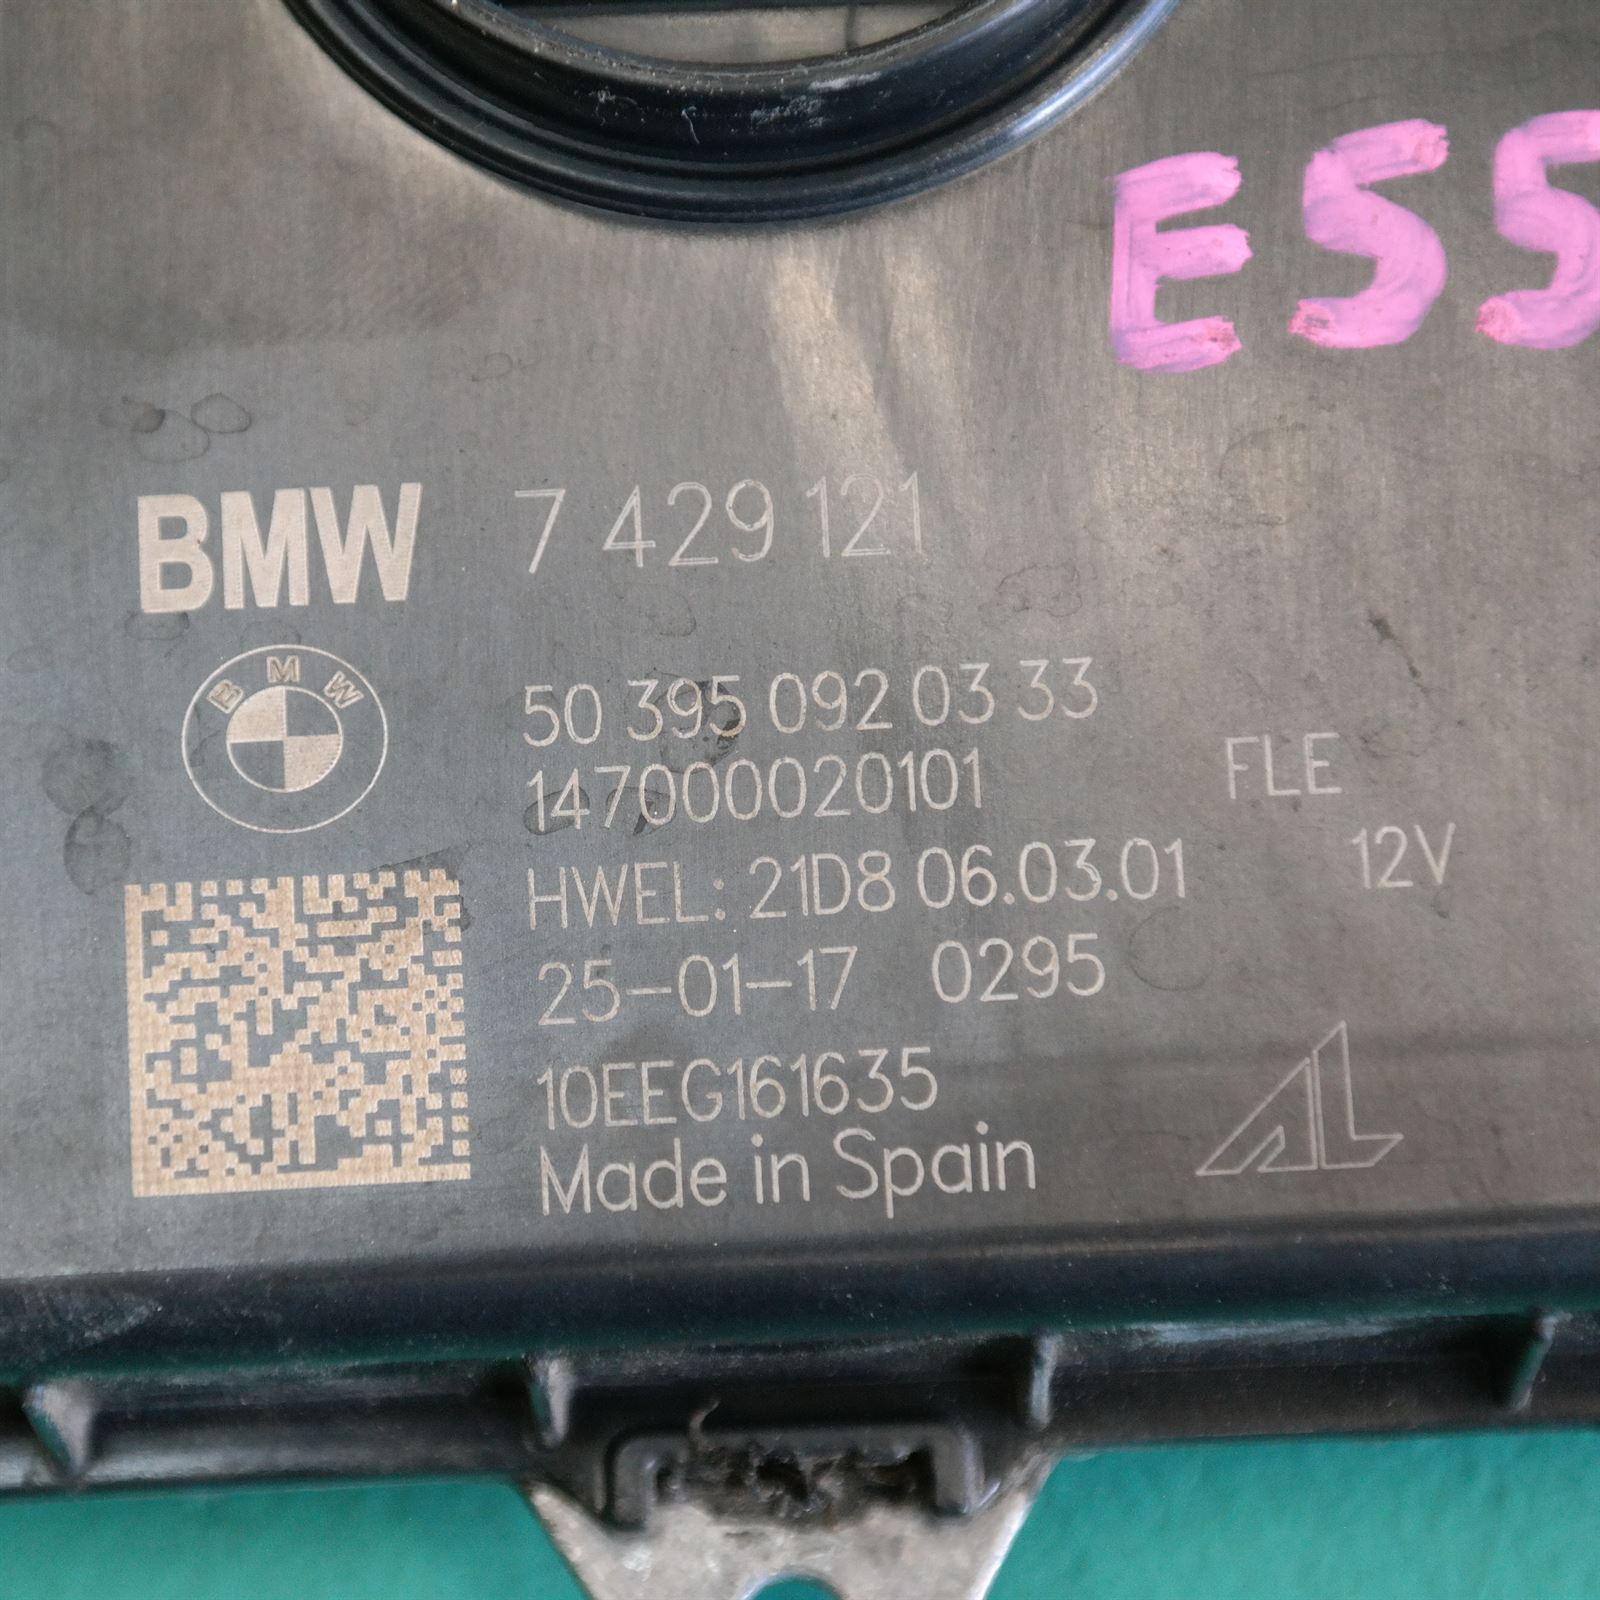 E55
BMW 7 429 121
BMW
50 395 092 03 33
147000020101 FLE
HWEL: 21D8 06.03.01 12V
25-01-17 0295
10EEG161635
Made in Spain
AL